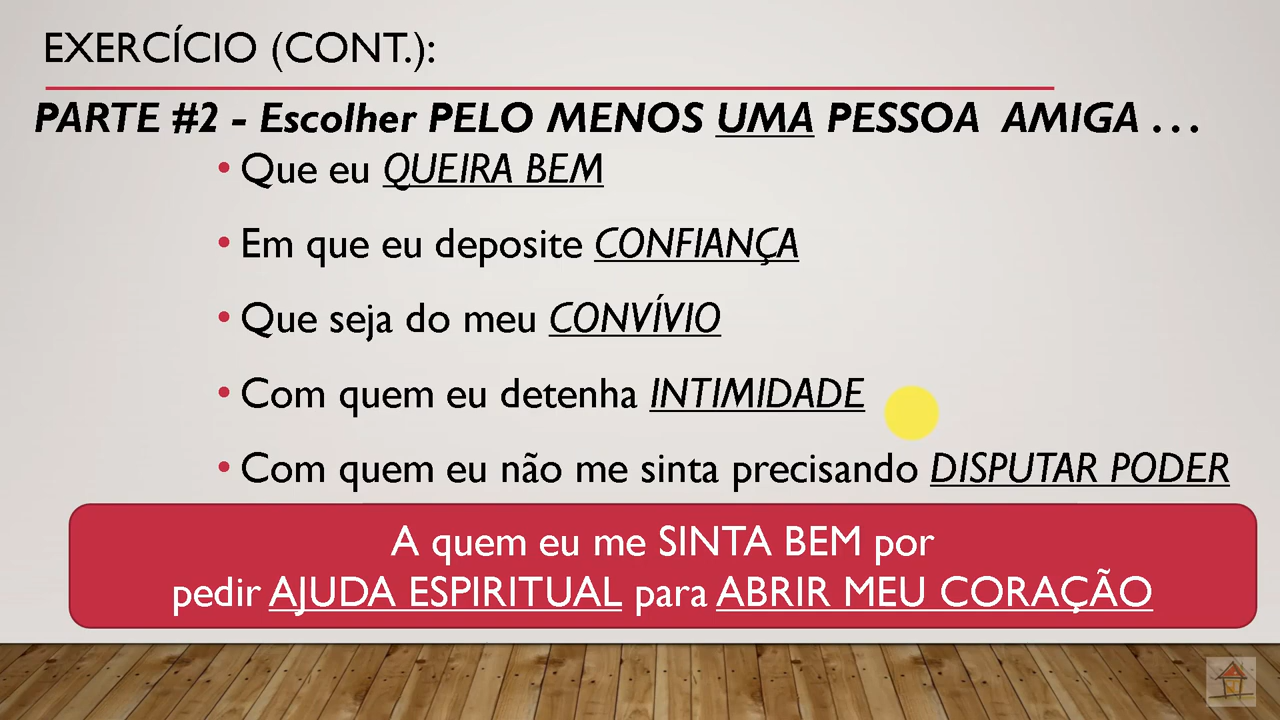 EXERCÍCIO (CONT.):
PARTE #2 - Escolher PELO MENOS UMA PESSOA AMIGA . . .
• Que eu QUEIRA BEM
• Em que eu deposite CONFIANÇA
• Que seja do meu CONVÍVIO
• Com quem eu detenha INTIMIDADE
• Com quem eu não me sinta precisando DISPUTAR PODER
A quem eu me SINTA BEM por
pedir AJUDA ESPIRITUAL para ABRIR MEU CORAÇÃO